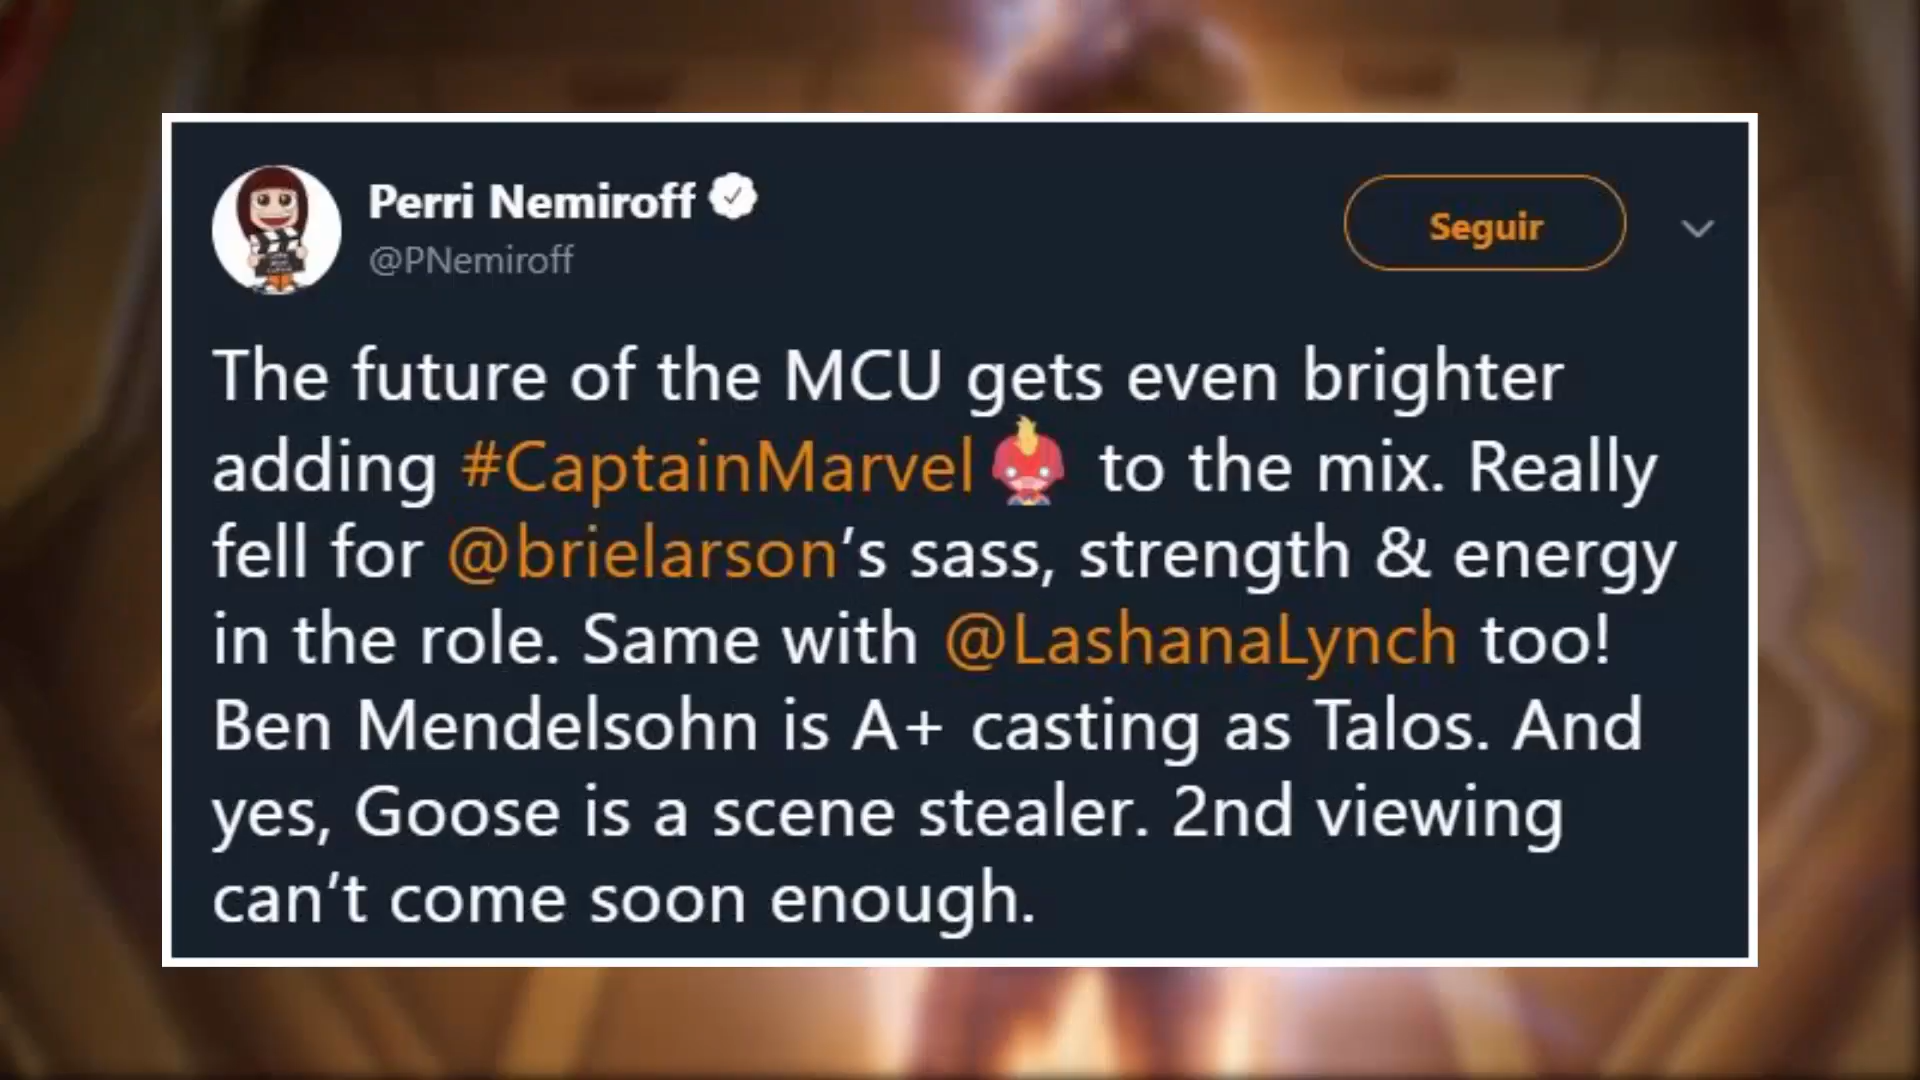 Perri Nemiroff
@PNemiroff
Seguir
The future of the MCU gets even brighter
adding #CaptainMarvel to the mix. Really
fell for @brielarson’s sass, strength & energy
in the role. Same with @LashanaLynch too!
Ben Mendelsohn is A+ casting as Talos. And
yes, Goose is a scene stealer. 2nd viewing
can’t come soon enough.